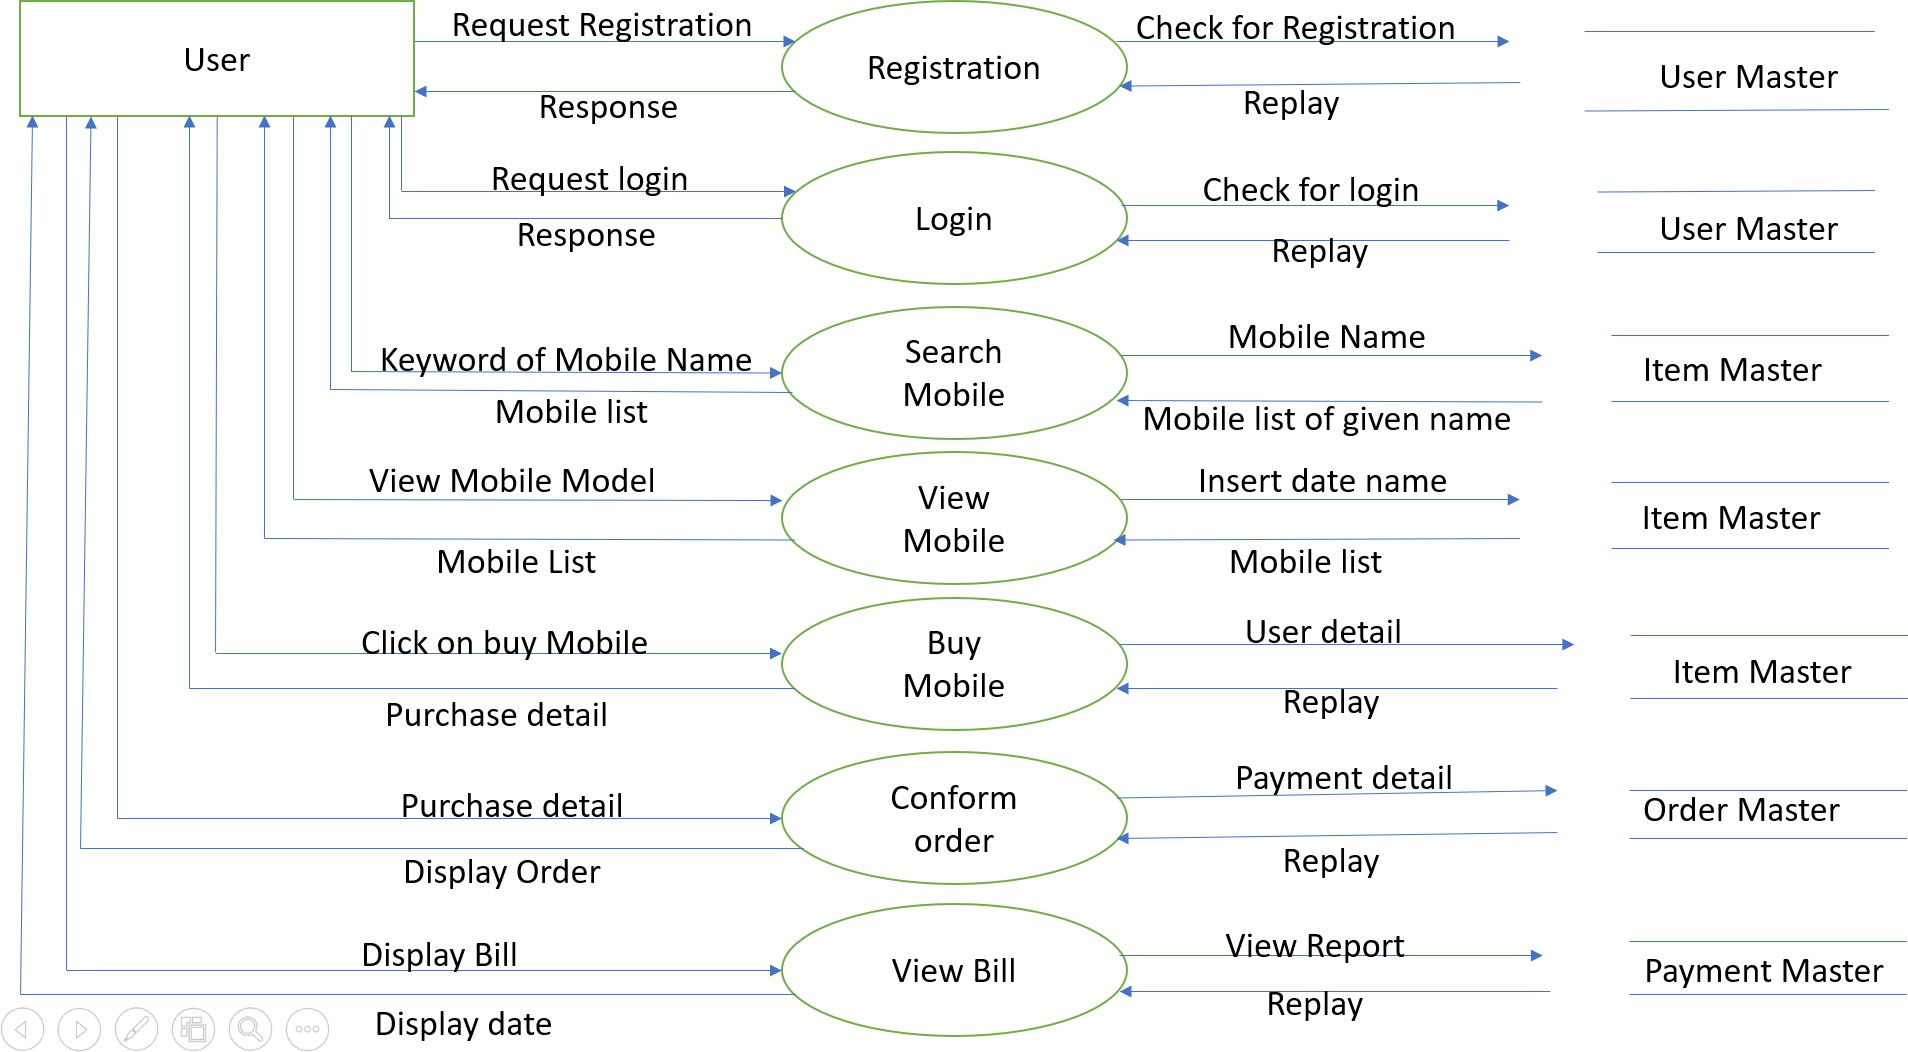 User
Request Registration
Response
Registration
Check for Registration
Replay
User Master
Request login
Response
Login
Check for login
Replay
User Master
Keyword of Mobile Name
Mobile list
Search
Mobile
Mobile Name
Mobile list of given name
Item Master
View Mobile Model
Mobile List
View
Mobile
Insert date name
Mobile list
Item Master
Click on buy Mobile
Purchase detail
Buy
Mobile
User detail
Replay
Item Master
Purchase detail
Display Order
Conform
order
Payment detail
Replay
Order Master
Display Bill
Display date
View Bill
View Report
Replay
Payment Master